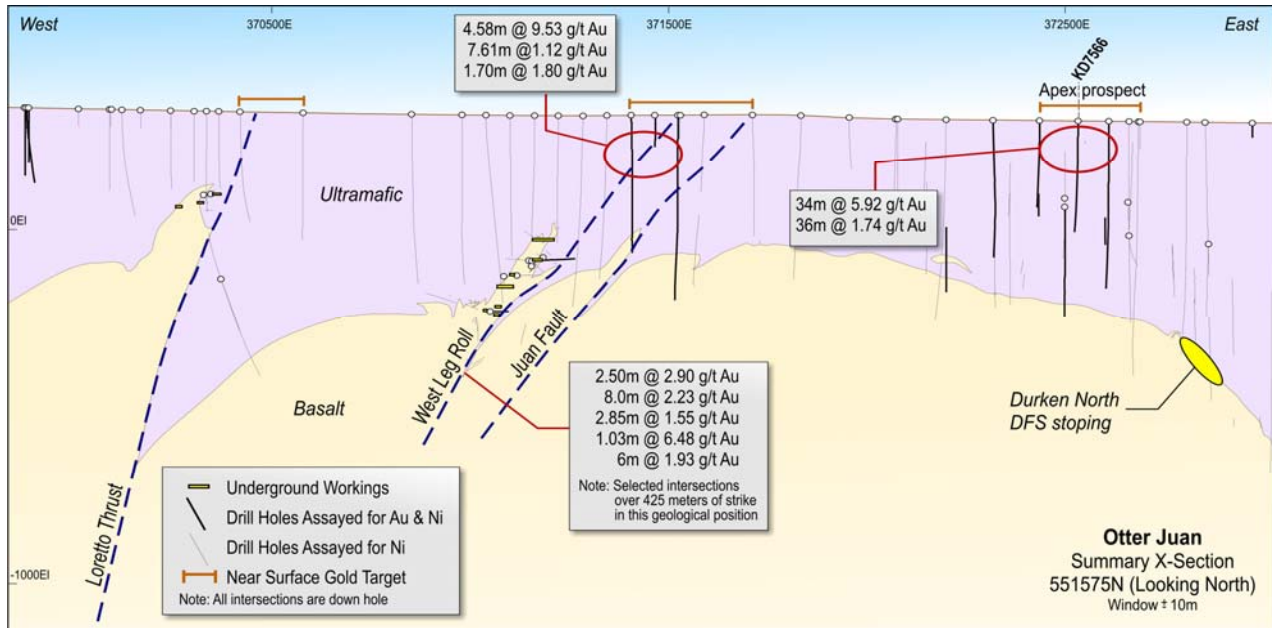 West
370500E
371500E
372500E
East
4.58m @ 9.53 g/t Au
7.61m @1.12 g/t Au
1.70m @ 1.80 g/t Au
KD7566
Apex prospect
Ultramafic
34m @ 5.92 g/t Au
36m @ 1.74 g/t Au
0El
West Leg Roll
Juan Fault
Basalt
2.50m @ 2.90 g/t Au
8.0m @ 2.23 g/t Au
2.85m @ 1.55 g/t Au
1.03m @ 6.48 g/t Au
6m @ 1.93 g/t Au
Note: Selected intersections
over 425 meters of strike
in this geological position
Durken North
DFS stoping
Loretto Thrust
Underground Workings
Drill Holes Assayed for Au & Ni
Drill Holes Assayed for Ni
Near Surface Gold Target
Note: All intersections are down hole
-1000El
Otter Juan
Summary X-Section
551575N (Looking North)
Window ± 10m